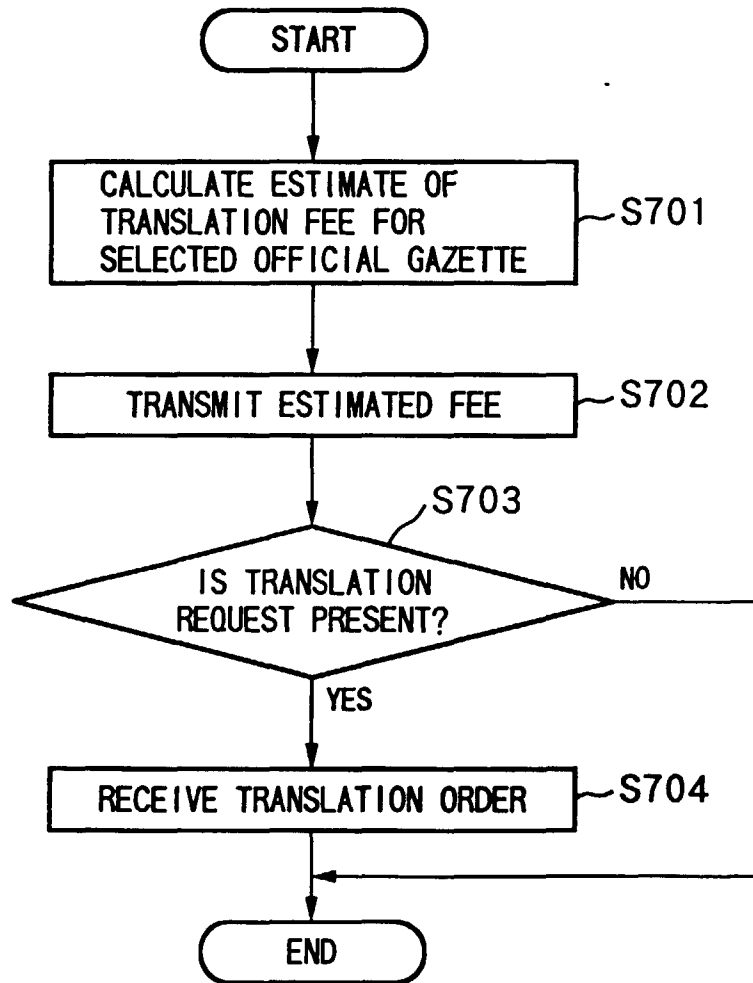 START
CALCULATE ESTIMATE OF
TRANSLATION FEE FOR
SELECTED OFFICIAL GAZETTE
S701
TRANSMIT ESTIMATED FEE
S702
S703
IS TRANSLATION
REQUEST PRESENT?
NO
YES
RECEIVE TRANSLATION ORDER
S704
END